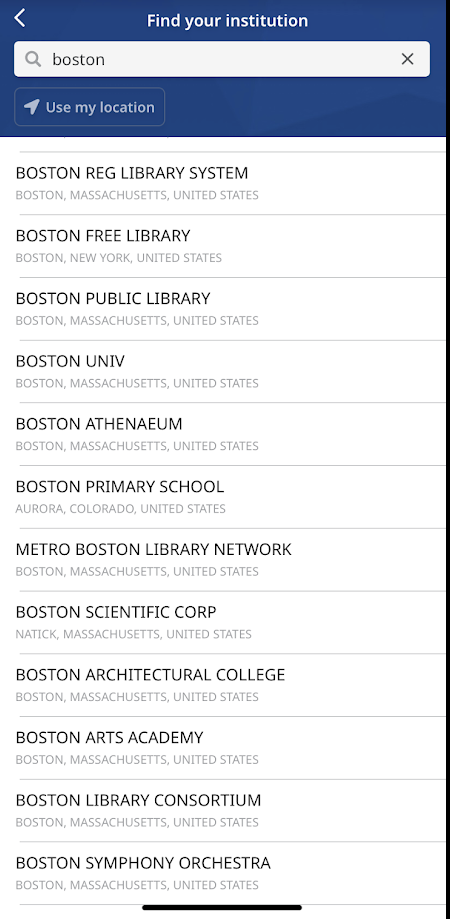 Find your institution
boston
Use my location
BOSTON REG LIBRARY SYSTEM
BOSTON, MASSACHUSETTS, UNITED STATES
BOSTON FREE LIBRARY
BOSTON, NEW YORK, UNITED STATES
BOSTON PUBLIC LIBRARY
BOSTON, MASSACHUSETTS, UNITED STATES
BOSTON UNIV
BOSTON, MASSACHUSETTS, UNITED STATES
BOSTON ATHENAEUM
BOSTON, MASSACHUSETTS, UNITED STATES
BOSTON PRIMARY SCHOOL
AURORA, COLORADO, UNITED STATES
METRO BOSTON LIBRARY NETWORK
BOSTON, MASSACHUSETTS, UNITED STATES
BOSTON SCIENTIFIC CORP
NATICK, MASSACHUSETTS, UNITED STATES
BOSTON ARCHITECTURAL COLLEGE
BOSTON, MASSACHUSETTS, UNITED STATES
BOSTON ARTS ACADEMY
BOSTON, MASSACHUSETTS, UNITED STATES
BOSTON LIBRARY CONSORTIUM
BOSTON, MASSACHUSETTS, UNITED STATES
BOSTON SYMPHONY ORCHESTRA
BOSTON, MASSACHUSETTS, UNITED STATES